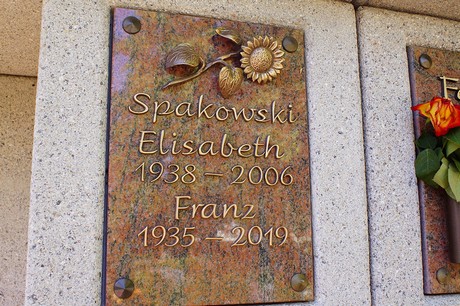 Spakowski
Elisabeth
1938 – 2006
Franz
1935 – 2019